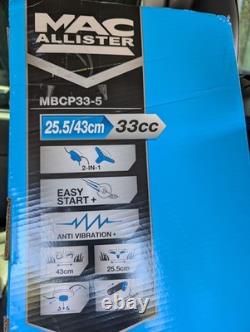 MAC
ALLISTER
MBCP33-5
25.5/43cm 33cc
2-IN-1
EASY
START +
ANTI VIBRATION +
43cm 25.5cm